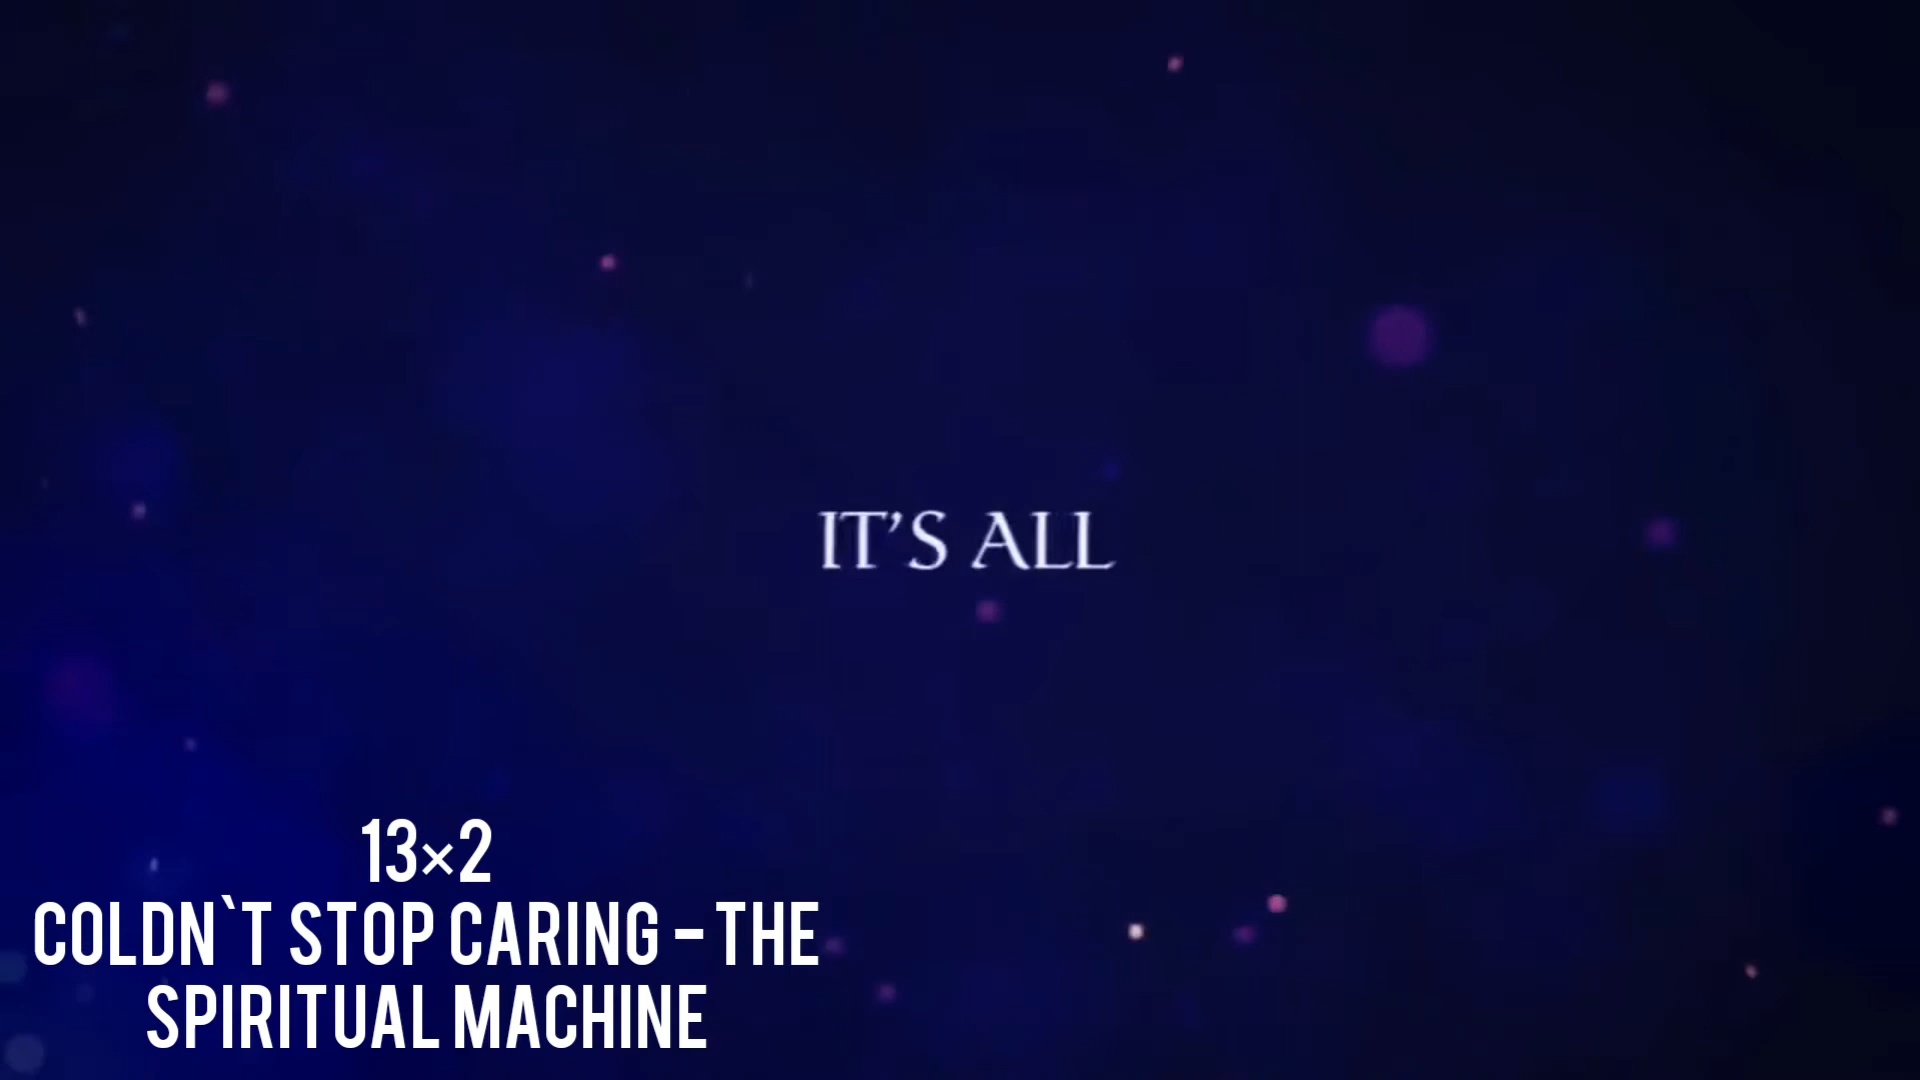 IT'S ALL
13×2
COLDN`T STOP CARING - THE
SPIRITUAL MACHINE